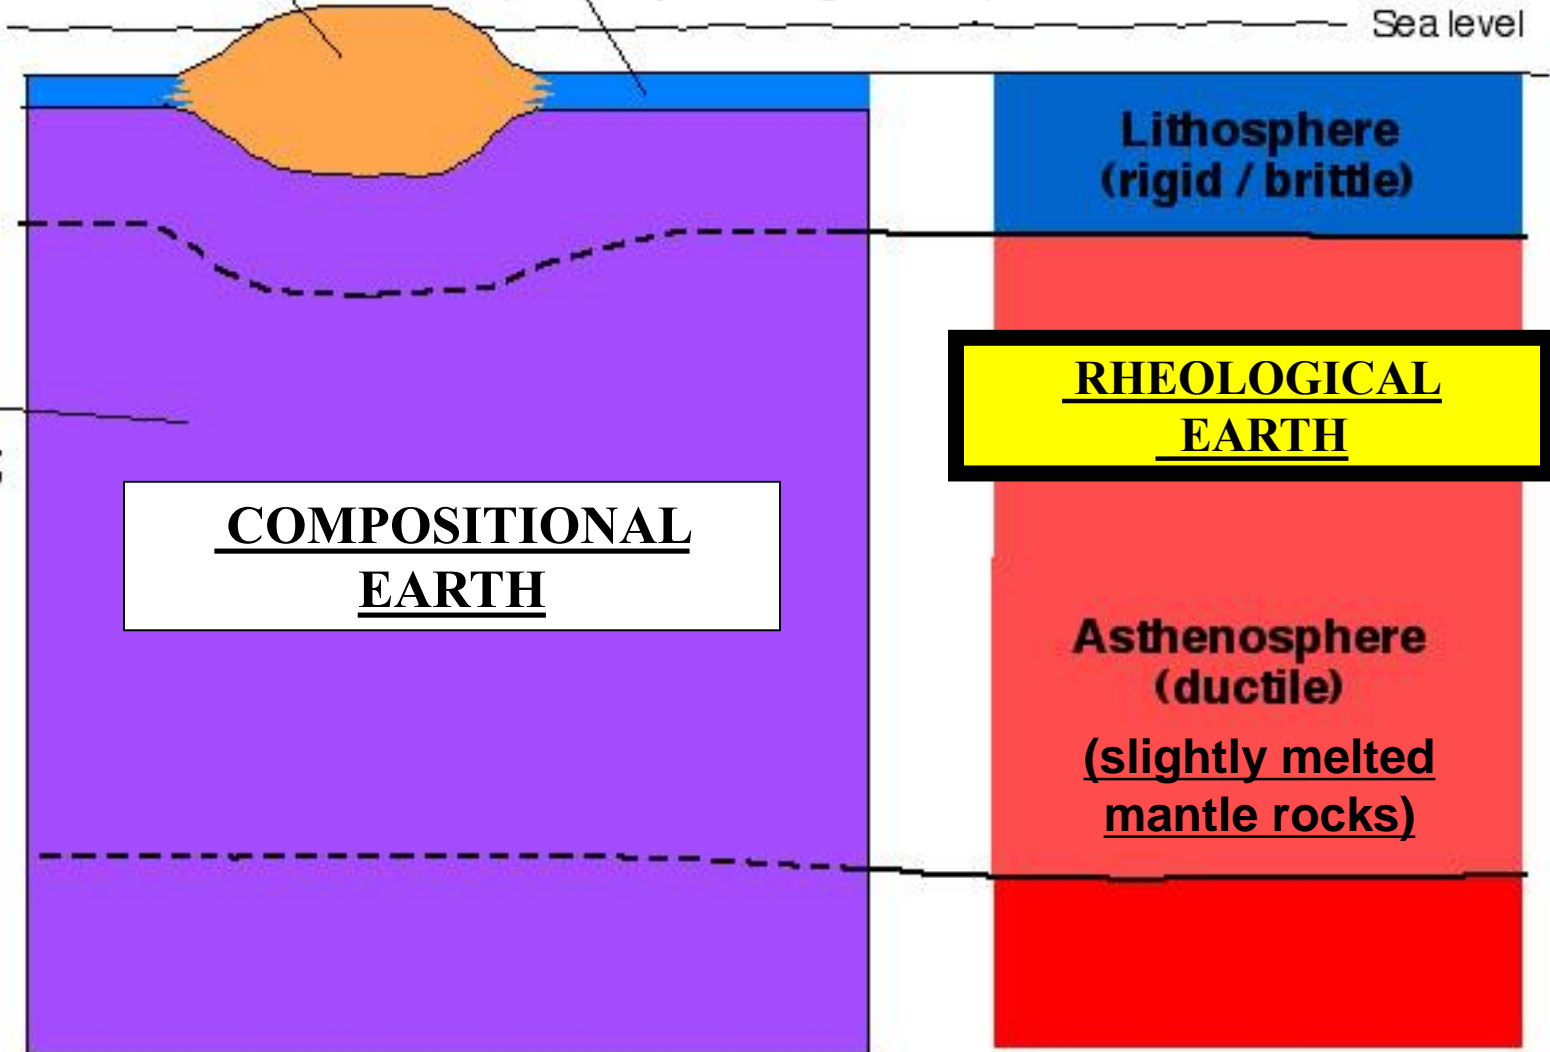 Sea level
Lithosphere
(rigid / brittle)
RHEOLOGICAL
EARTH
COMPOSITIONAL
EARTH
Asthenosphere
(ductile)
(slightly melted
mantle rocks)